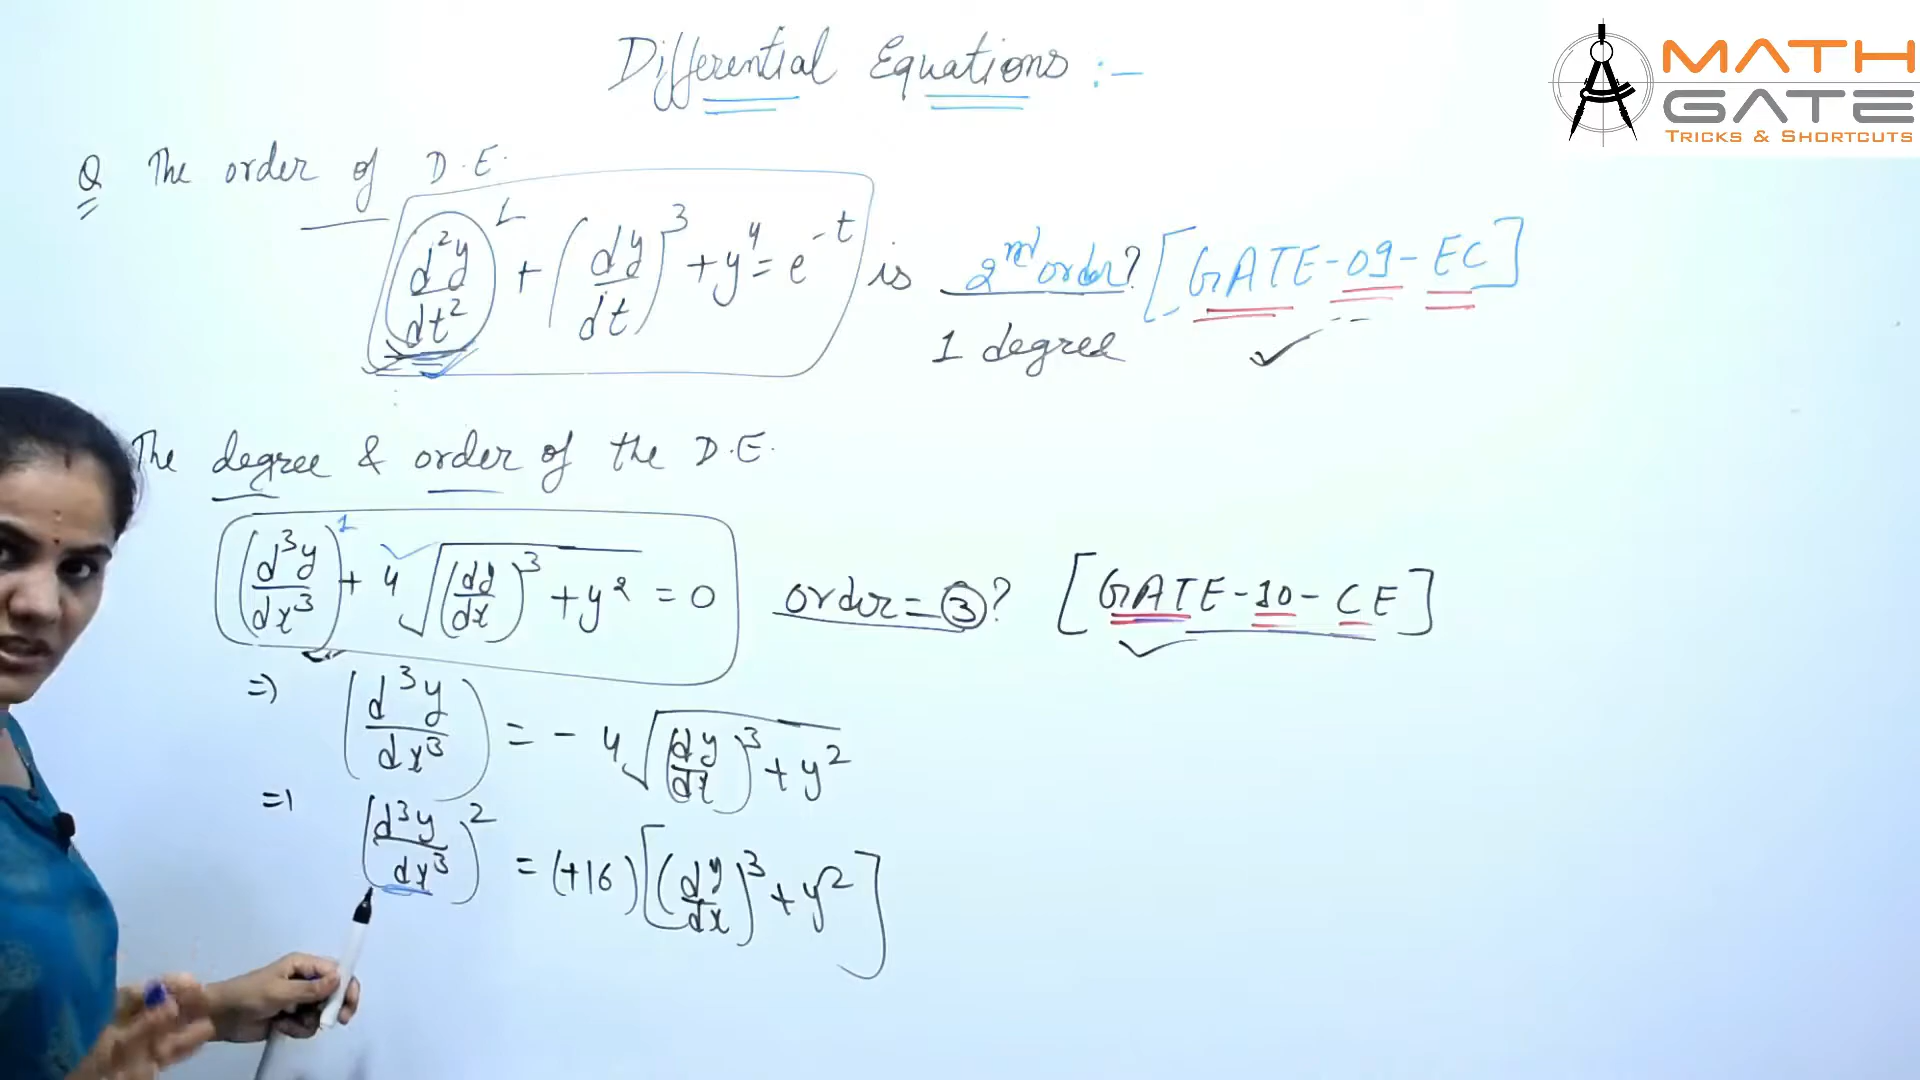 Differential Equations :-
MATH
GATE
TRICKS & SHORTCUTS
Q The order of D.E.
d²y/dt² ¹ + (dy/dt)³ + y⁴ = e^-t is 2nd order? [GATE-09-EC]
1 degree
The degree & order of the D.E.
(d³y/dx³)¹ + 4√((dy/dx)³ + y²) = 0 order = 3? [GATE-10-CE]
⇒ (d³y/dx³) = - 4√((dy/dx)³ + y²)
⇒ (d³y/dx³)² = (+16) [(dy/dx)³ + y²]